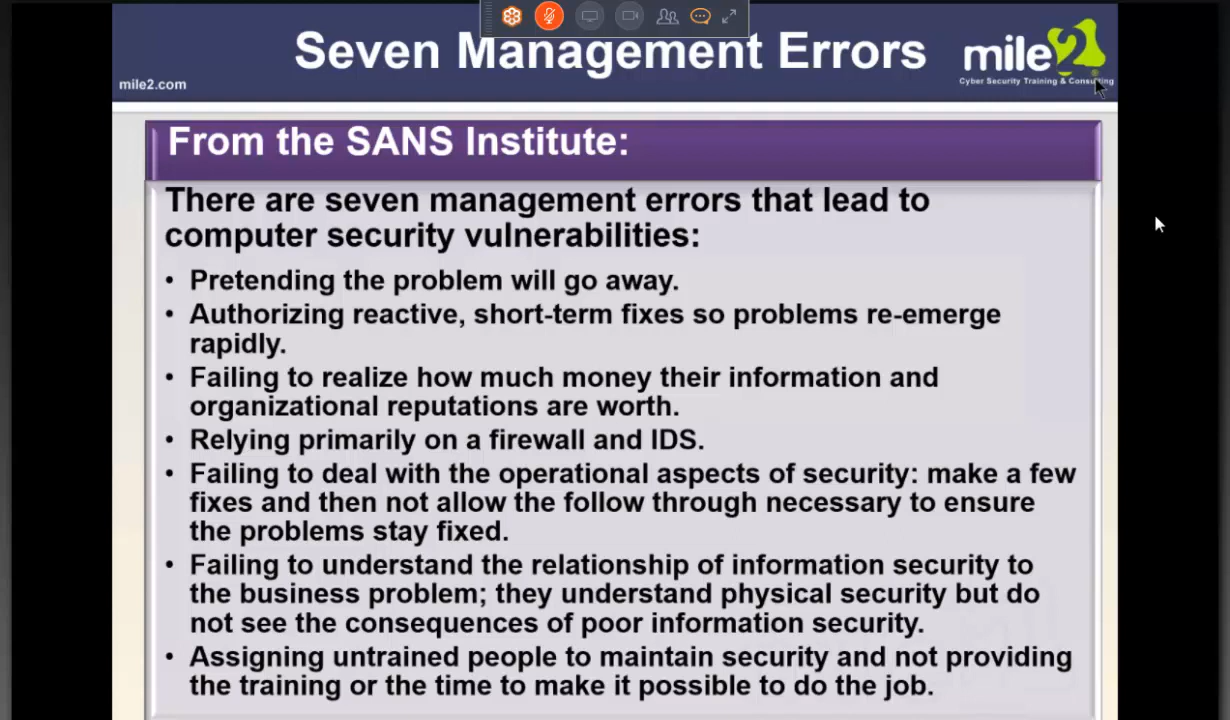 Seven Management Errors
mile2
Cyber Security Training & Consulting
mile2.com
From the SANS Institute:
There are seven management errors that lead to
computer security vulnerabilities:
• Pretending the problem will go away.
• Authorizing reactive, short-term fixes so problems re-emerge
rapidly.
• Failing to realize how much money their information and
organizational reputations are worth.
• Relying primarily on a firewall and IDS.
• Failing to deal with the operational aspects of security: make a few
fixes and then not allow the follow through necessary to ensure
the problems stay fixed.
• Failing to understand the relationship of information security to
the business problem; they understand physical security but do
not see the consequences of poor information security.
• Assigning untrained people to maintain security and not providing
the training or the time to make it possible to do the job.